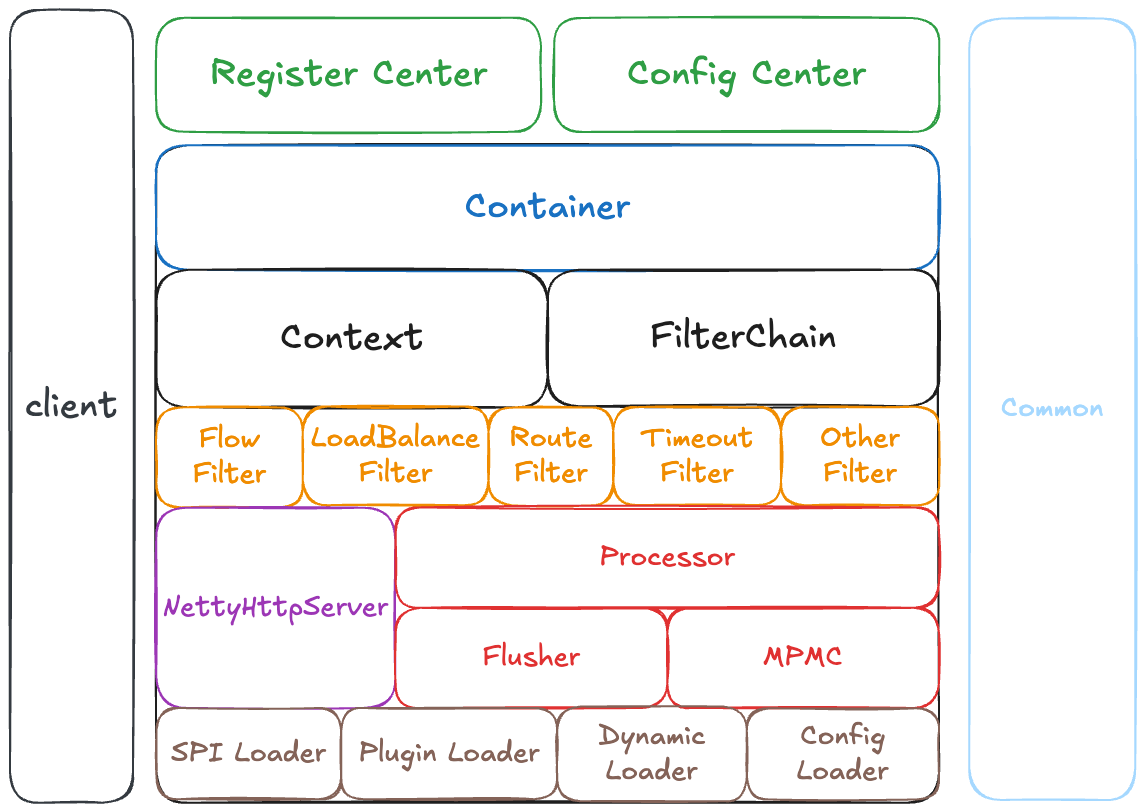 Register Center
Config Center
Container
Context
FilterChain
client
Common
Flow
Filter
LoadBalance
Filter
Route
Filter
Timeout
Filter
Other
Filter
NettyHttpServer
Processor
Flusher
MPMC
SPI Loader
Plugin Loader
Dynamic
Loader
Config
Loader